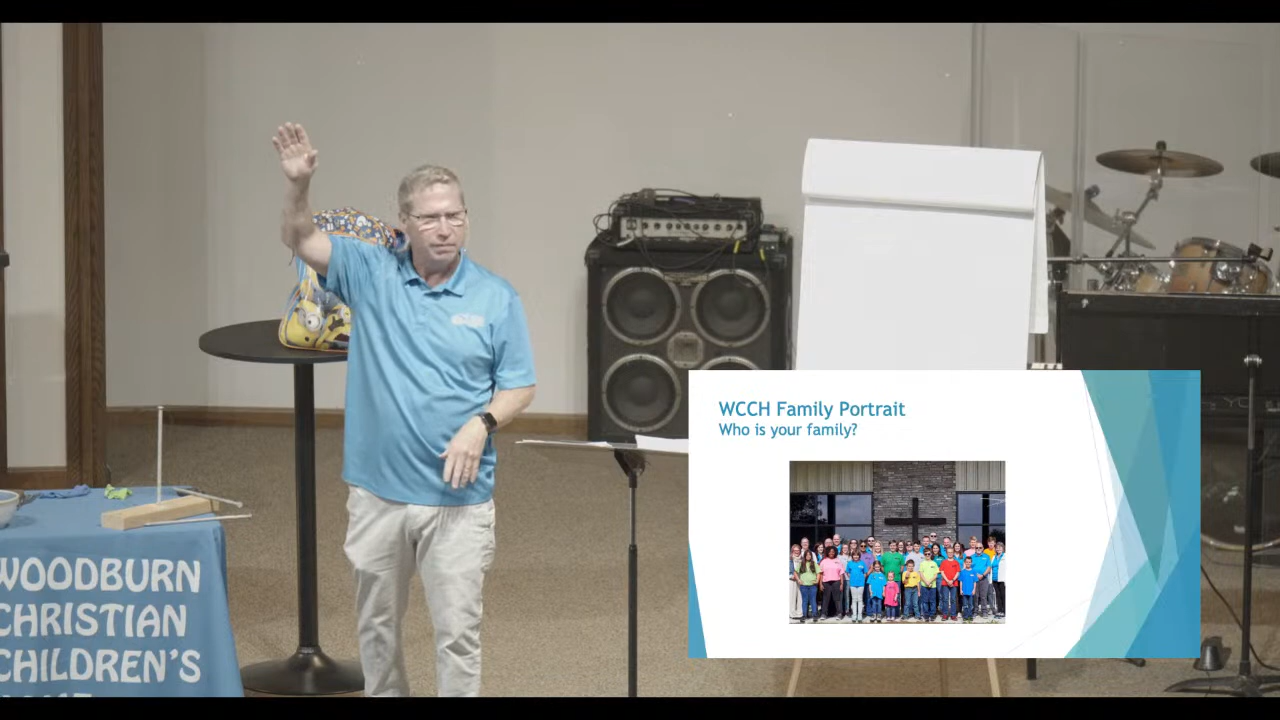 WCCH Family Portrait
Who is your family?
WOODBURN
CHRISTIAN
CHILDREN'S